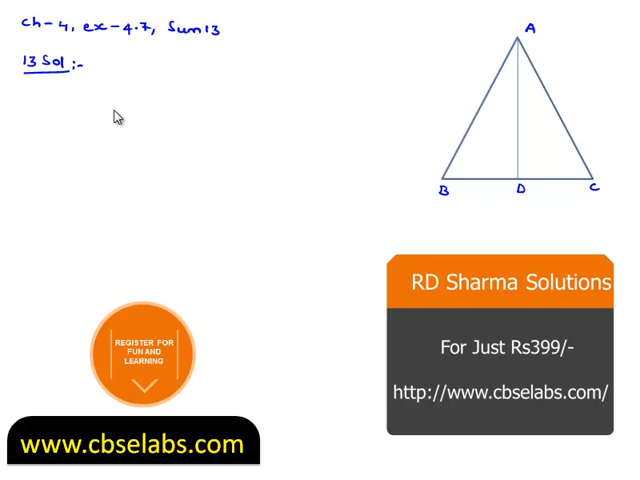 ch-4, ex-4.7, Sum 13
13 Sol :-
A
B
D
C
RD Sharma Solutions
For Just Rs399/-
http://www.cbselabs.com/
REGISTER FOR
FUN AND
LEARNING
www.cbselabs.com